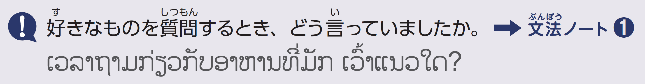 好きなものを質問するとき、どう言っていましたか。 ➡ 文法ノート❶
ເວລາຖາມກ່ຽວກັບອາຫານທີ່ມັກ ເວົ້າແນວໃດ?